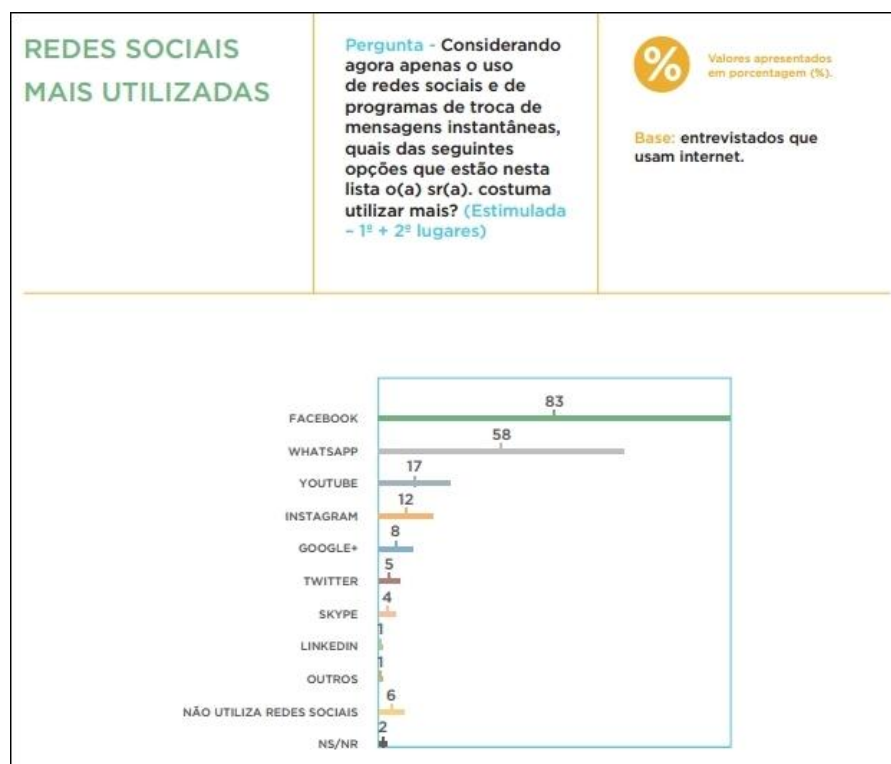 REDES SOCIAIS
MAIS UTILIZADAS
Pergunta - Considerando
agora apenas o uso
de redes sociais e de
programas de troca de
mensagens instantâneas,
quais das seguintes
opções que estão nesta
lista o(a) sr(a). costuma
utilizar mais? (Estimulada
– 1º + 2º lugares)
%
Valores apresentados
em porcentagem (%).
Base: entrevistados que
usam internet.
83
FACEBOOK
58
WHATSAPP
17
YOUTUBE
12
INSTAGRAM
8
GOOGLE+
5
TWITTER
4
SKYPE
1
LINKEDIN
1
OUTROS
6
NÃO UTILIZA REDES SOCIAIS
2
NS/NR